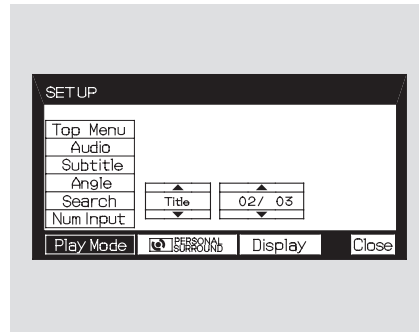 SETUP
Top Menu
Audio
Subtitle
Angle
Search
Num Input
Title
02/ 03
Play Mode
PERSONAL
SURROUND
Display
Close